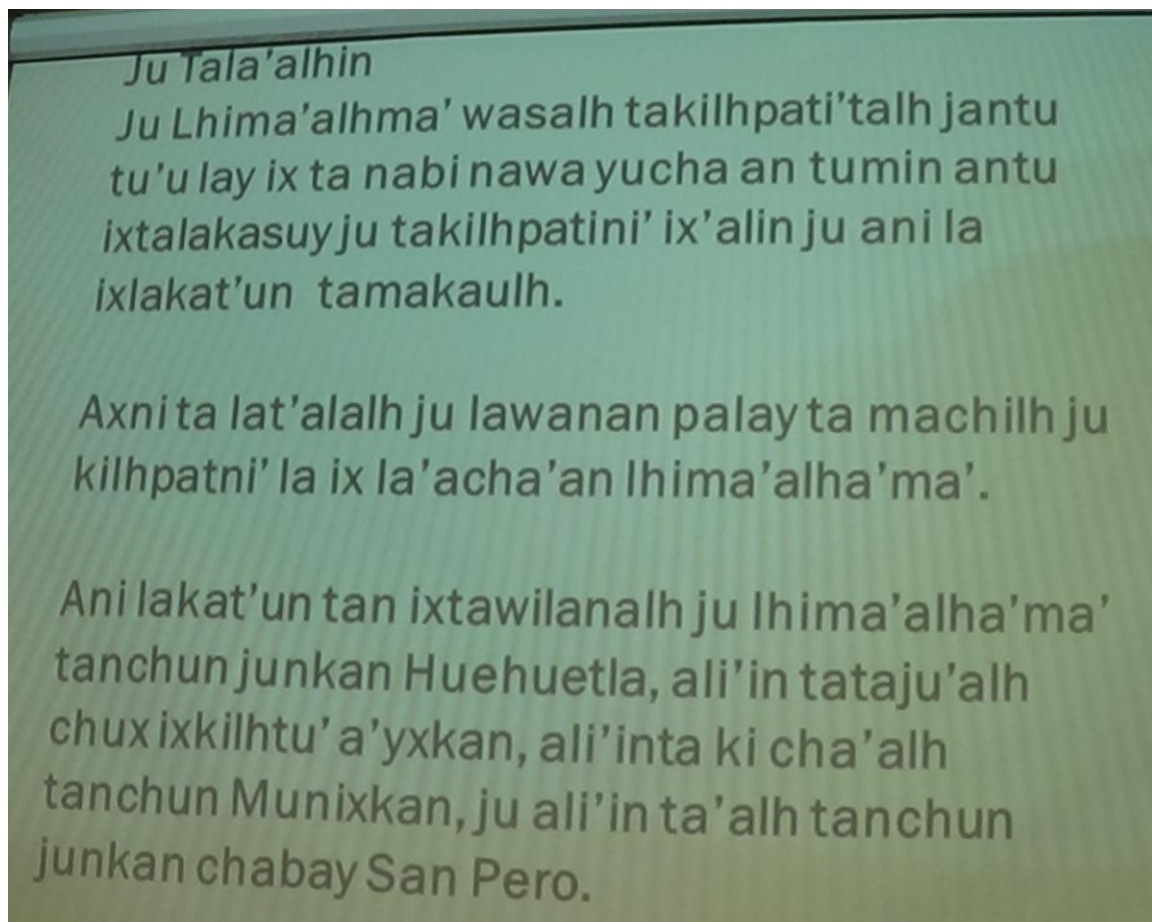 Ju Tala'alhin
Ju Lhima'alhma' wasalh takilhpati'talh jantu
tu'u lay ix ta nabi nawa yucha an tumin antu
ixtalakasuy ju takilhpatini' ix'alin ju ani la
ixlakat'un tamakaulh.
Axni ta lat'alalh ju lawanan palay ta machilh ju
kilhpatni' la ix la'acha'an lhima'alha'ma'.
Ani lakat'un tan ixtawilanalh ju lhima'alha'ma'
tanchun junkan Huehuetla, ali'in tataju'alh
chux ixkilhtu' a'yxkan, ali'inta ki cha'alh
tanchun Munixkan, ju ali'in ta'alh tanchun
junkan chabay San Pero.